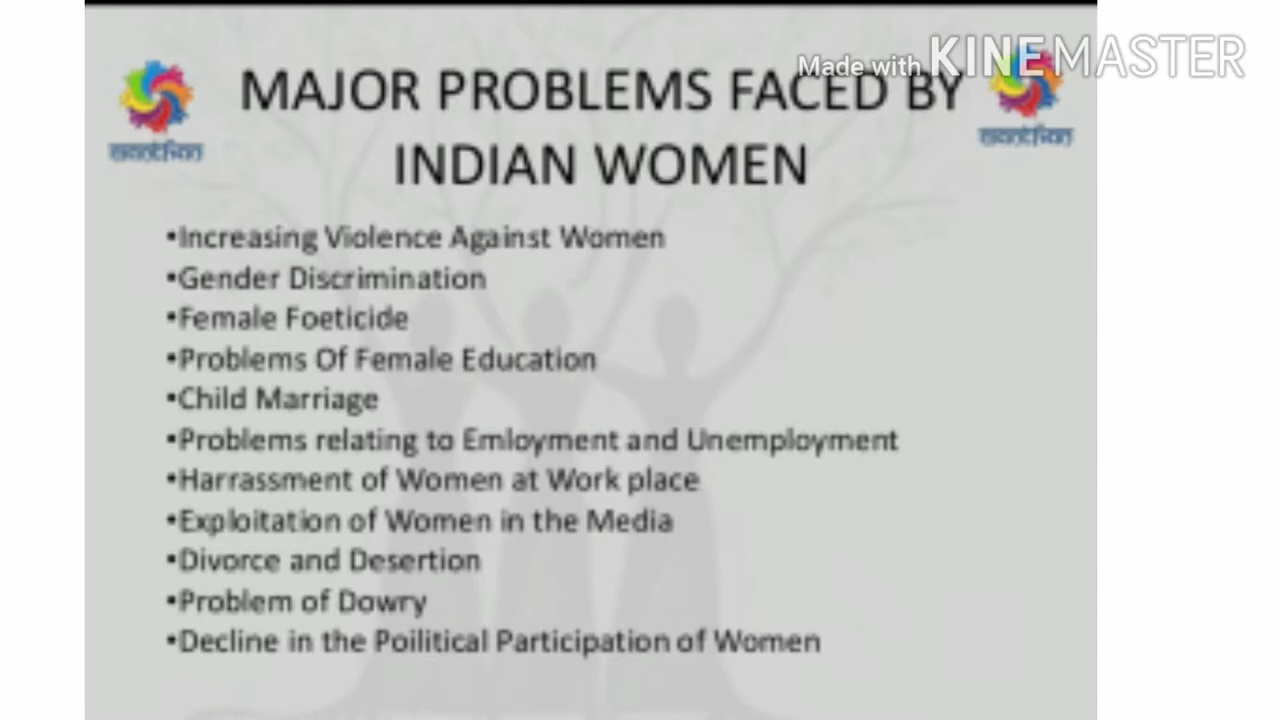 Made with KINEMASTER
MAJOR PROBLEMS FACED BY
INDIAN WOMEN
•Increasing Violence Against Women
•Gender Discrimination
•Female Foeticide
•Problems Of Female Education
•Child Marriage
•Problems relating to Emloyment and Unemployment
•Harrassment of Women at Work place
•Exploitation of Women in the Media
•Divorce and Desertion
•Problem of Dowry
•Decline in the Poilitical Participation of Women